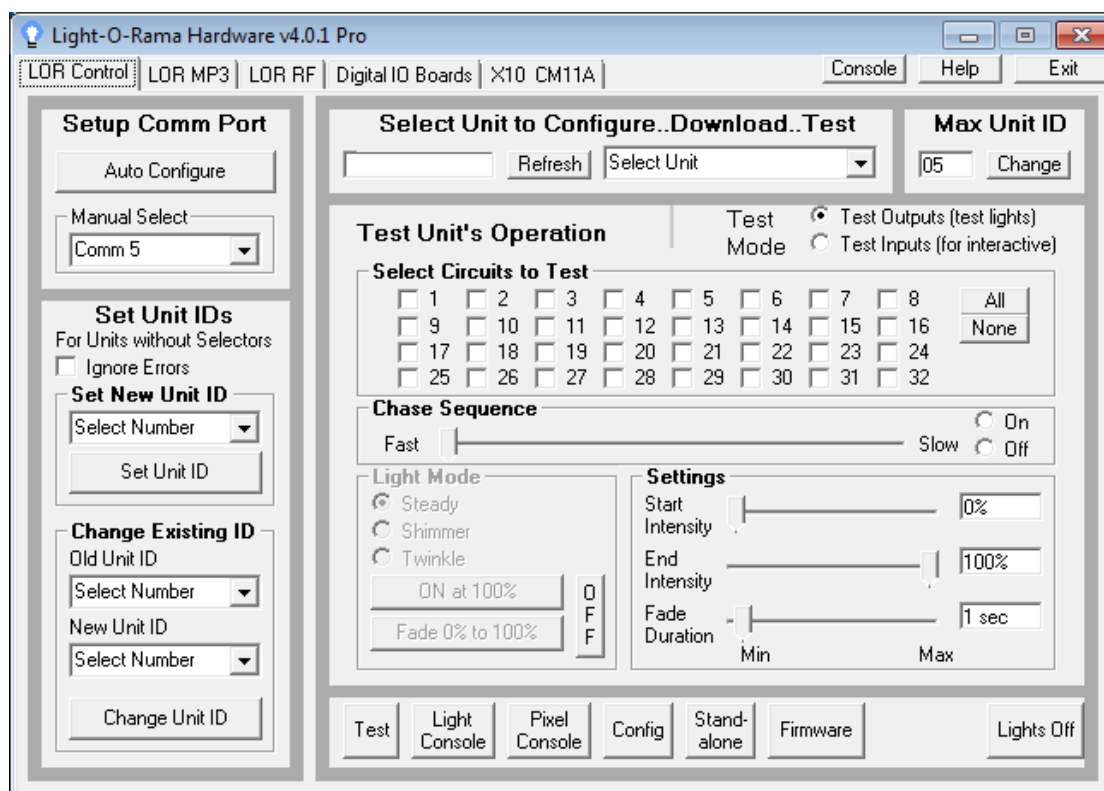 Light-O-Rama Hardware v4.0.1 Pro
LOR Control LOR MP3 LOR RF Digital IO Boards X10 CM11A Console Help Exit
Setup Comm Port
Auto Configure
Manual Select
Comm 5
Set Unit IDs
For Units without Selectors
Ignore Errors
Set New Unit ID
Select Number
Set Unit ID
Change Existing ID
Old Unit ID
Select Number
New Unit ID
Select Number
Change Unit ID
Select Unit to Configure..Download..Test
Refresh Select Unit
Max Unit ID
05 Change
Test Unit's Operation
Test Mode
Test Outputs (test lights)
Test Inputs (for interactive)
Select Circuits to Test
1 2 3 4 5 6 7 8 All
9 10 11 12 13 14 15 16 None
17 18 19 20 21 22 23 24
25 26 27 28 29 30 31 32
Chase Sequence
Fast Slow
On
Off
Light Mode
Steady
Shimmer
Twinkle
ON at 100%
Fade 0% to 100%
OFF
Settings
Start Intensity 0%
End Intensity 100%
Fade Duration 1 sec
Min Max
Test
Light Console
Pixel Console
Config
Stand-alone
Firmware
Lights Off